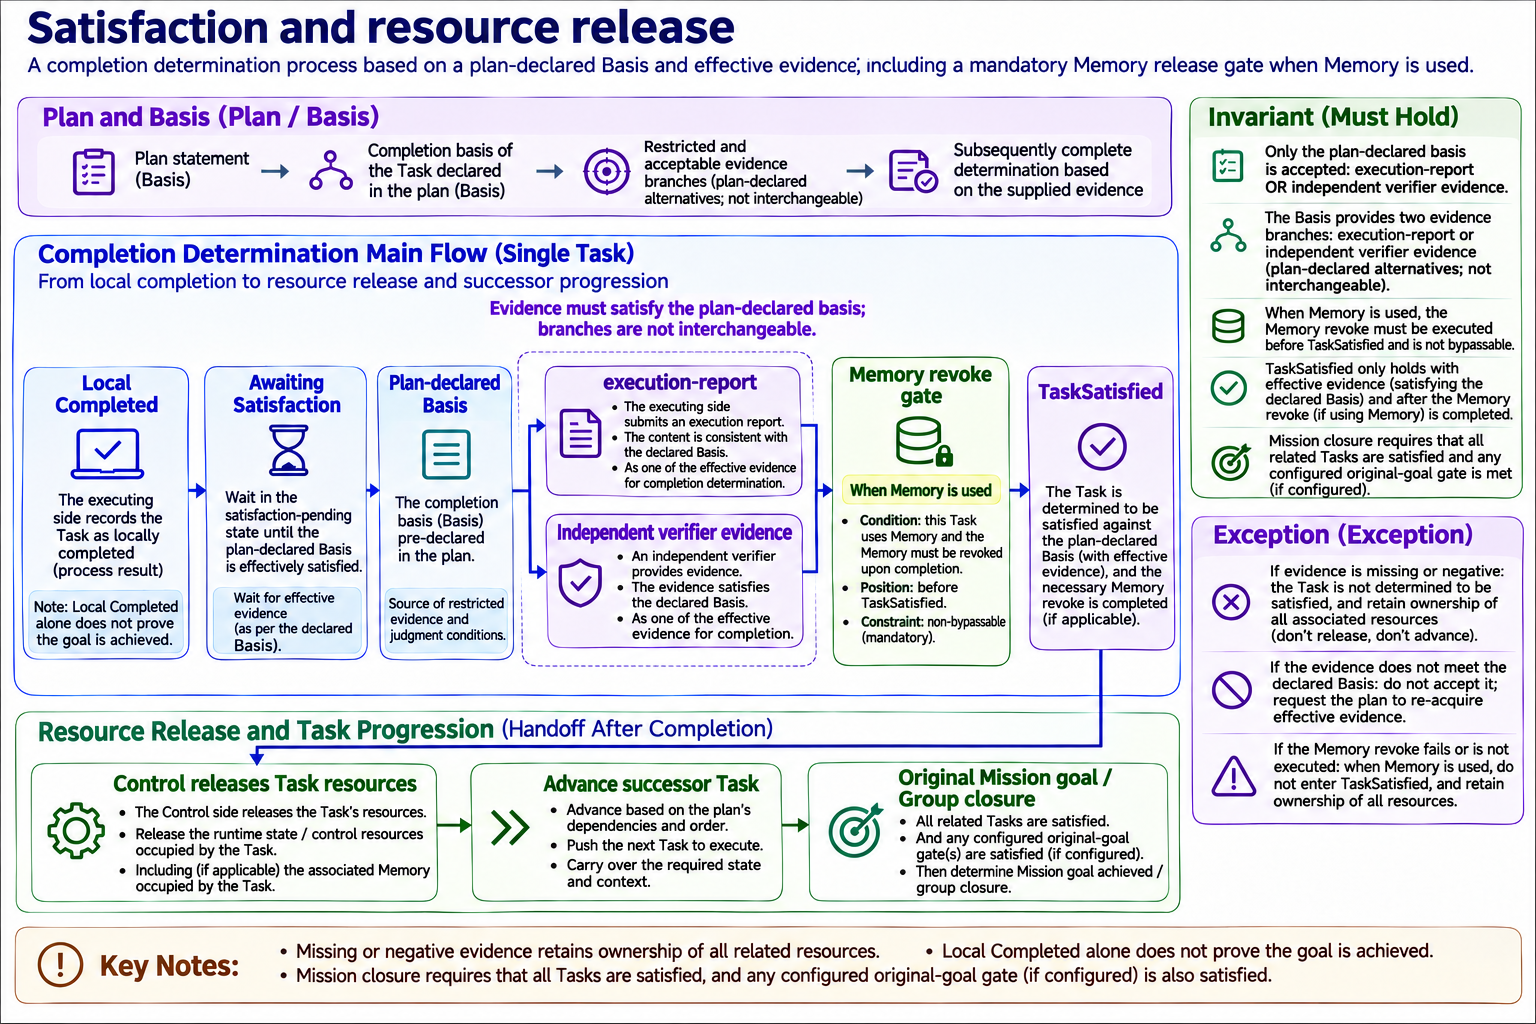 Satisfaction and resource release
A completion determination process based on a plan-declared Basis and effective evidence; including a mandatory Memory release gate when Memory is used.
Plan and Basis (Plan / Basis)
Plan statement
(Basis)
Completion basis of
the Task declared
in the plan (Basis)
Restricted and
acceptable evidence
branches (plan-declared
alternatives; not interchangeable)
Subsequently complete
determination based
on the supplied evidence
Completion Determination Main Flow (Single Task)
From local completion to resource release and successor progression
Evidence must satisfy the plan-declared basis;
branches are not interchangeable.
Local
Completed
The executing
side records the
Task as locally
completed
(process result)
Note: Local Completed
alone does not prove
the goal is achieved.
Awaiting
Satisfaction
Wait in the
satisfaction-pending
state until the
plan-declared Basis
is effectively satisfied.
Wait for effective
evidence
(as per the declared
Basis).
Plan-declared
Basis
The completion
basis (Basis)
pre-declared
in the plan.
Source of restricted
evidence and
judgment conditions.
execution-report
• The executing side
submits an execution report.
• The content is consistent with
the declared Basis.
• As one of the effective evidence
for completion determination.
Independent verifier evidence
• An independent verifier
provides evidence.
• The evidence satisfies
the declared Basis.
• As one of the effective
evidence for completion.
Memory revoke
gate
When Memory is used
• Condition: this Task
uses Memory and the
Memory must be revoked
upon completion.
• Position: before
TaskSatisfied.
• Constraint: non-bypassable
(mandatory).
TaskSatisfied
The Task is
determined to be
satisfied against
the plan-declared
Basis (with effective
evidence), and the
necessary Memory
revoke is completed
(if applicable).
Resource Release and Task Progression (Handoff After Completion)
Control releases Task resources
• The Control side releases the Task's resources.
• Release the runtime state / control resources
occupied by the Task.
• Including (if applicable) the associated Memory
occupied by the Task.
Advance successor Task
• Advance based on the plan's
dependencies and order.
• Push the next Task to execute.
• Carry over the required state
and context.
Original Mission goal /
Group closure
• All related Tasks are satisfied.
• And any configured original-goal
gate(s) are satisfied (if configured).
• Then determine Mission goal achieved /
group closure.
Invariant (Must Hold)
Only the plan-declared basis
is accepted: execution-report
OR independent verifier evidence.
The Basis provides two evidence
branches: execution-report or
independent verifier evidence
(plan-declared alternatives; not
interchangeable).
When Memory is used, the
Memory revoke must be executed
before TaskSatisfied and is not bypassable.
TaskSatisfied only holds with
effective evidence (satisfying the
declared Basis) and after the Memory
revoke (if using Memory) is completed.
Mission closure requires that all
related Tasks are satisfied and any
configured original-goal gate is met
(if configured).
Exception (Exception)
If evidence is missing or negative:
the Task is not determined to be
satisfied, and retain ownership of
all associated resources
(don't release, don't advance).
If the evidence does not meet the
declared Basis: do not accept it;
request the plan to re-acquire
effective evidence.
If the Memory revoke fails or is not
executed: when Memory is used, do
not enter TaskSatisfied, and retain
ownership of all resources.
Key Notes:
• Missing or negative evidence retains ownership of all related resources.
• Local Completed alone does not prove the goal is achieved.
• Mission closure requires that all Tasks are satisfied, and any configured original-goal gate (if configured) is also satisfied.